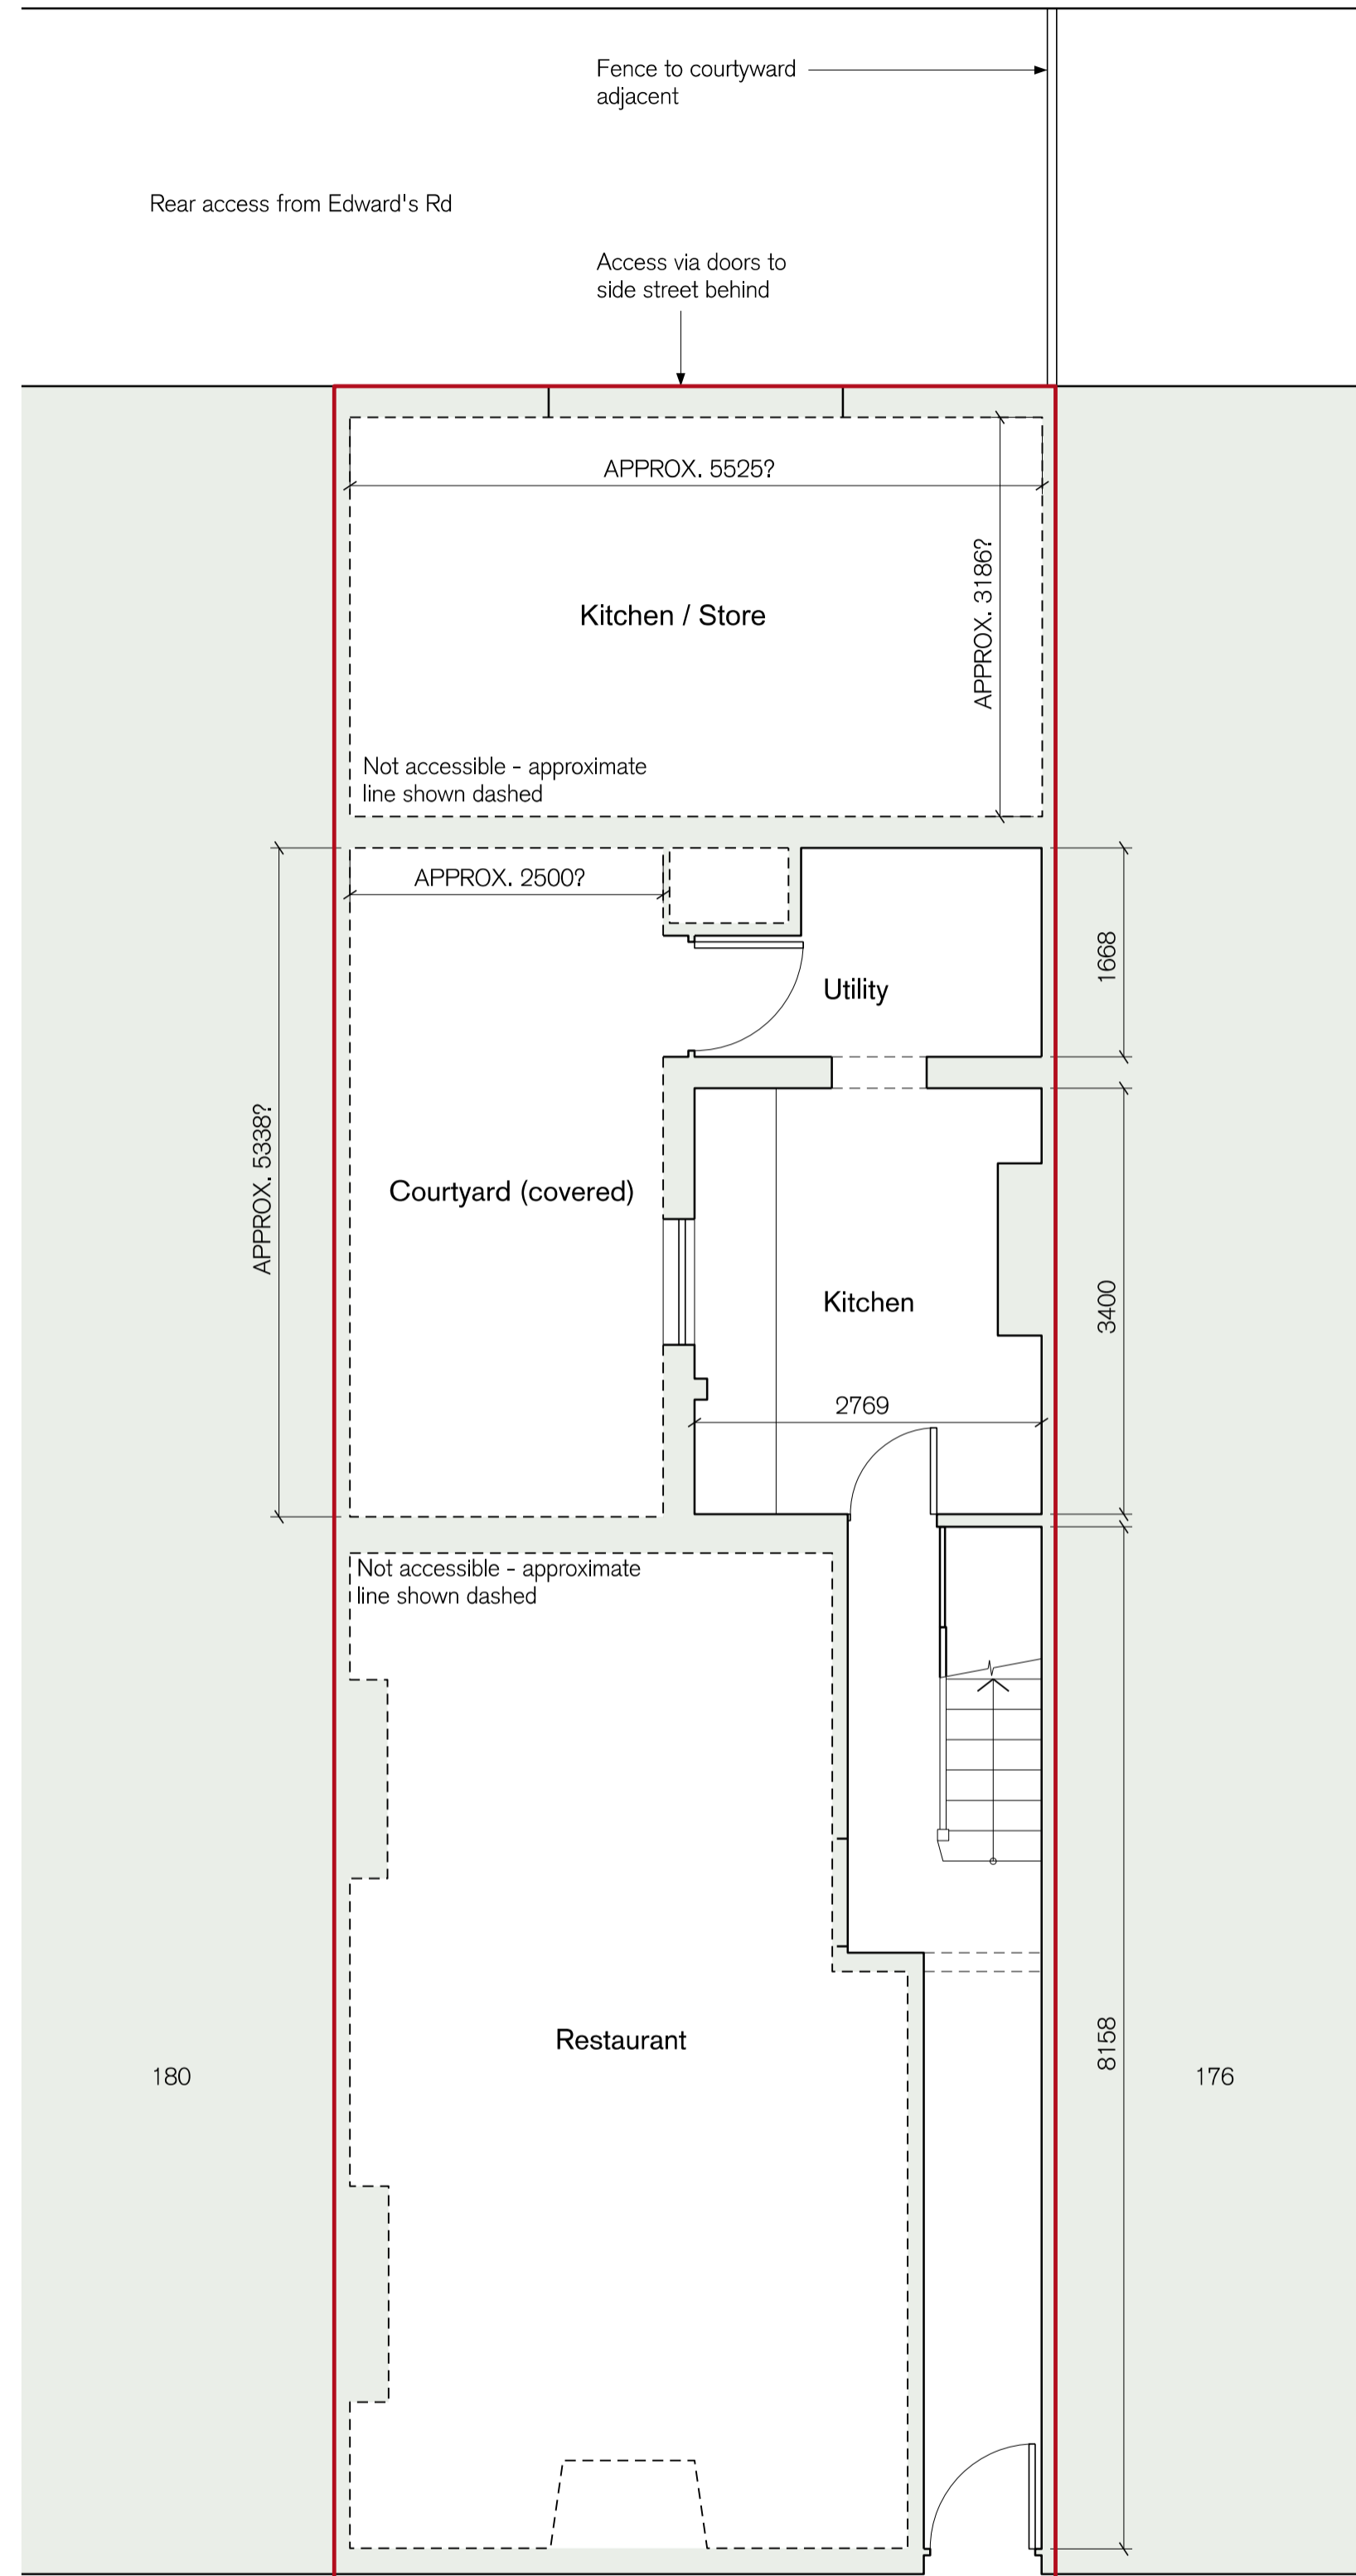 Fence to courtyward
adjacent
Rear access from Edward's Rd
Access via doors to
side street behind
APPROX. 5525?
APPROX. 3186?
Kitchen / Store
Not accessible - approximate
line shown dashed
APPROX. 2500?
1668
Utility
APPROX. 5338?
Courtyard (covered)
Kitchen
3400
2769
Not accessible - approximate
line shown dashed
Restaurant
8158
180
176